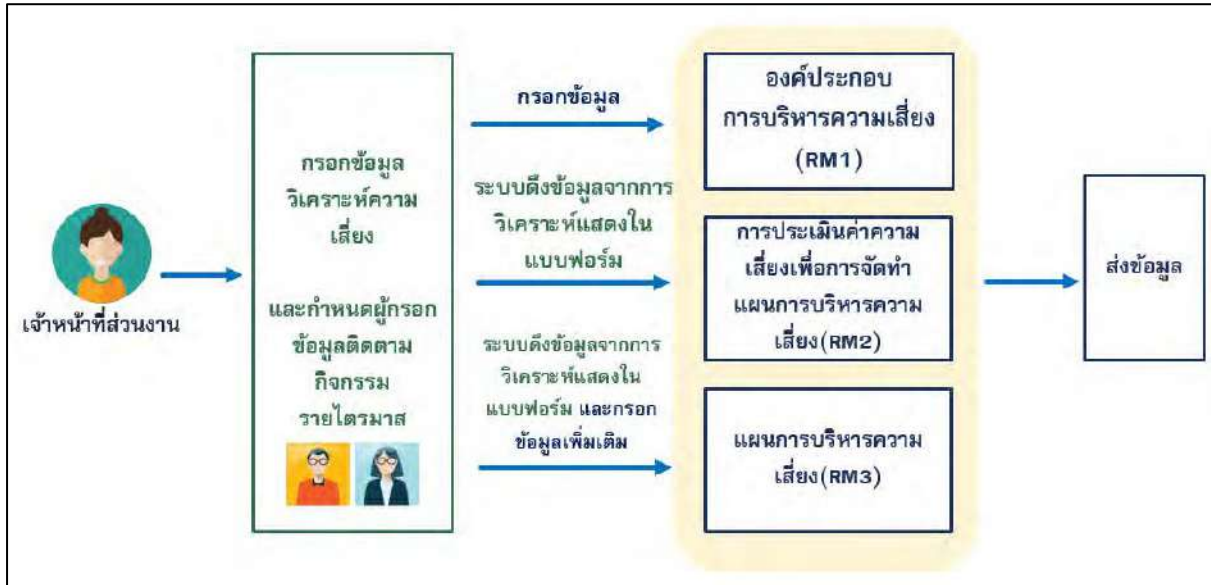 เจ้าหน้าที่ส่วนงาน
กรอกข้อมูล
วิเคราะห์ความ
เสี่ยง
และกำหนดผู้กรอก
ข้อมูลติดตาม
กิจกรรม
รายไตรมาส
กรอกข้อมูล
ระบบดึงข้อมูลจากการ
วิเคราะห์แสดงใน
แบบฟอร์ม
ระบบดึงข้อมูลจากการ
วิเคราะห์แสดงใน
แบบฟอร์ม และกรอก
ข้อมูลเพิ่มเติม
องค์ประกอบ
การบริหารความเสี่ยง
(RM1)
การประเมินค่าความ
เสี่ยงเพื่อการจัดทำ
แผนการบริหารความ
เสี่ยง(RM2)
แผนการบริหารความ
เสี่ยง(RM3)
ส่งข้อมูล